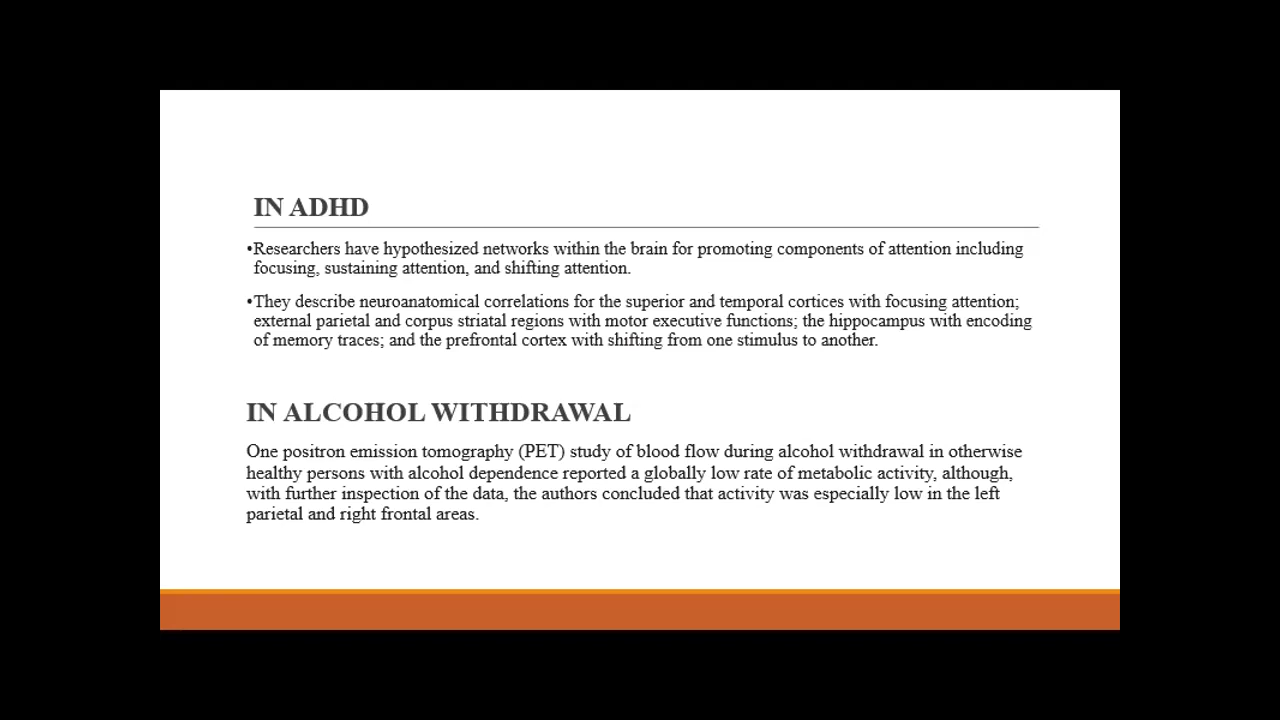 IN ADHD
•Researchers have hypothesized networks within the brain for promoting components of attention including
focusing, sustaining attention, and shifting attention.
•They describe neuroanatomical correlations for the superior and temporal cortices with focusing attention;
external parietal and corpus striatal regions with motor executive functions; the hippocampus with encoding
of memory traces; and the prefrontal cortex with shifting from one stimulus to another.
IN ALCOHOL WITHDRAWAL
One positron emission tomography (PET) study of blood flow during alcohol withdrawal in otherwise
healthy persons with alcohol dependence reported a globally low rate of metabolic activity, although,
with further inspection of the data, the authors concluded that activity was especially low in the left
parietal and right frontal areas.